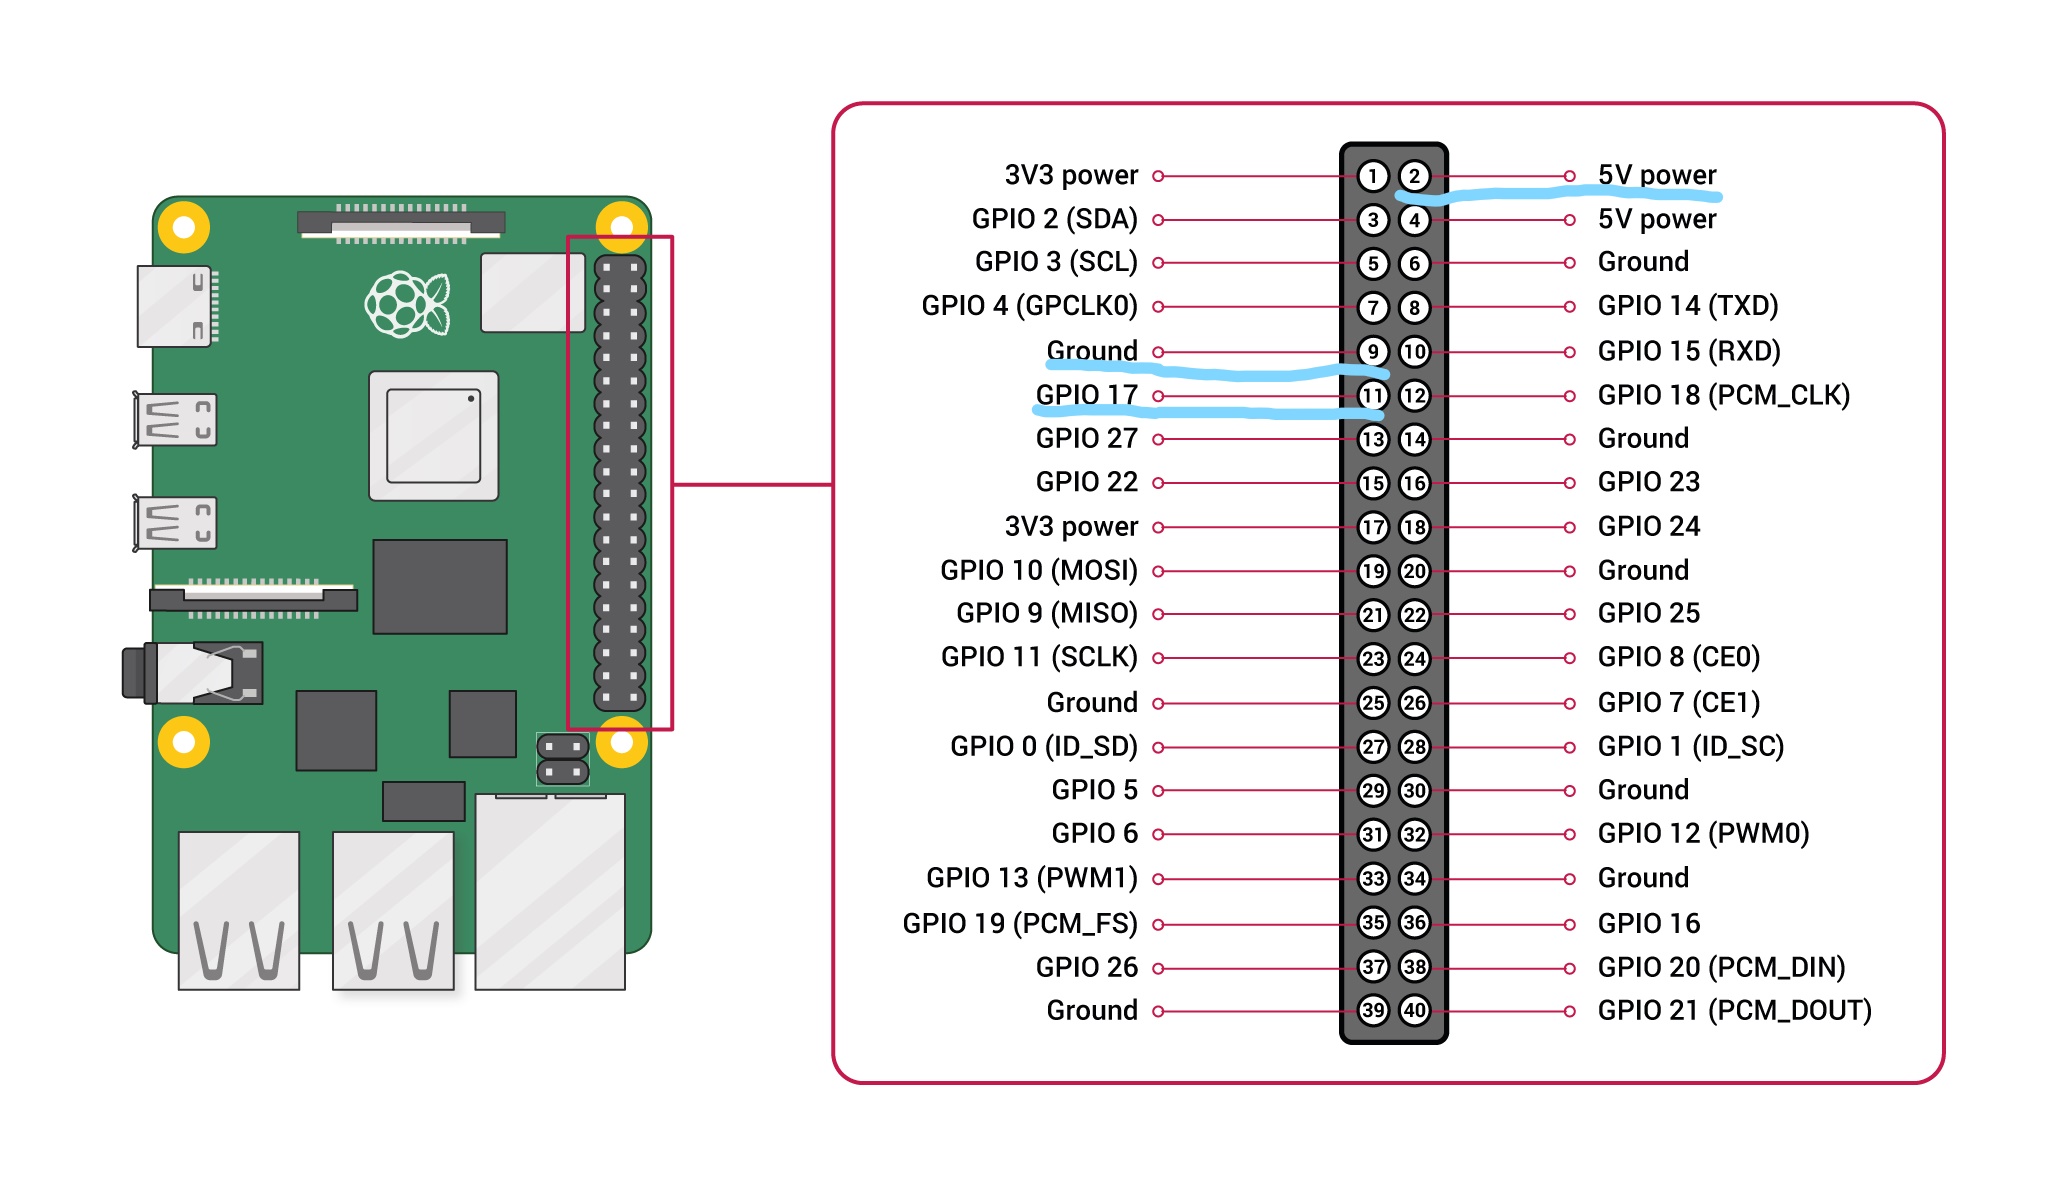 3V3 power 1 2 5V power
GPIO 2 (SDA) 3 4 5V power
GPIO 3 (SCL) 5 6 Ground
GPIO 4 (GPCLK0) 7 8 GPIO 14 (TXD)
Ground 9 10 GPIO 15 (RXD)
GPIO 17 11 12 GPIO 18 (PCM_CLK)
GPIO 27 13 14 Ground
GPIO 22 15 16 GPIO 23
3V3 power 17 18 GPIO 24
GPIO 10 (MOSI) 19 20 Ground
GPIO 9 (MISO) 21 22 GPIO 25
GPIO 11 (SCLK) 23 24 GPIO 8 (CE0)
Ground 25 26 GPIO 7 (CE1)
GPIO 0 (ID_SD) 27 28 GPIO 1 (ID_SC)
GPIO 5 29 30 Ground
GPIO 6 31 32 GPIO 12 (PWM0)
GPIO 13 (PWM1) 33 34 Ground
GPIO 19 (PCM_FS) 35 36 GPIO 16
GPIO 26 37 38 GPIO 20 (PCM_DIN)
Ground 39 40 GPIO 21 (PCM_DOUT)